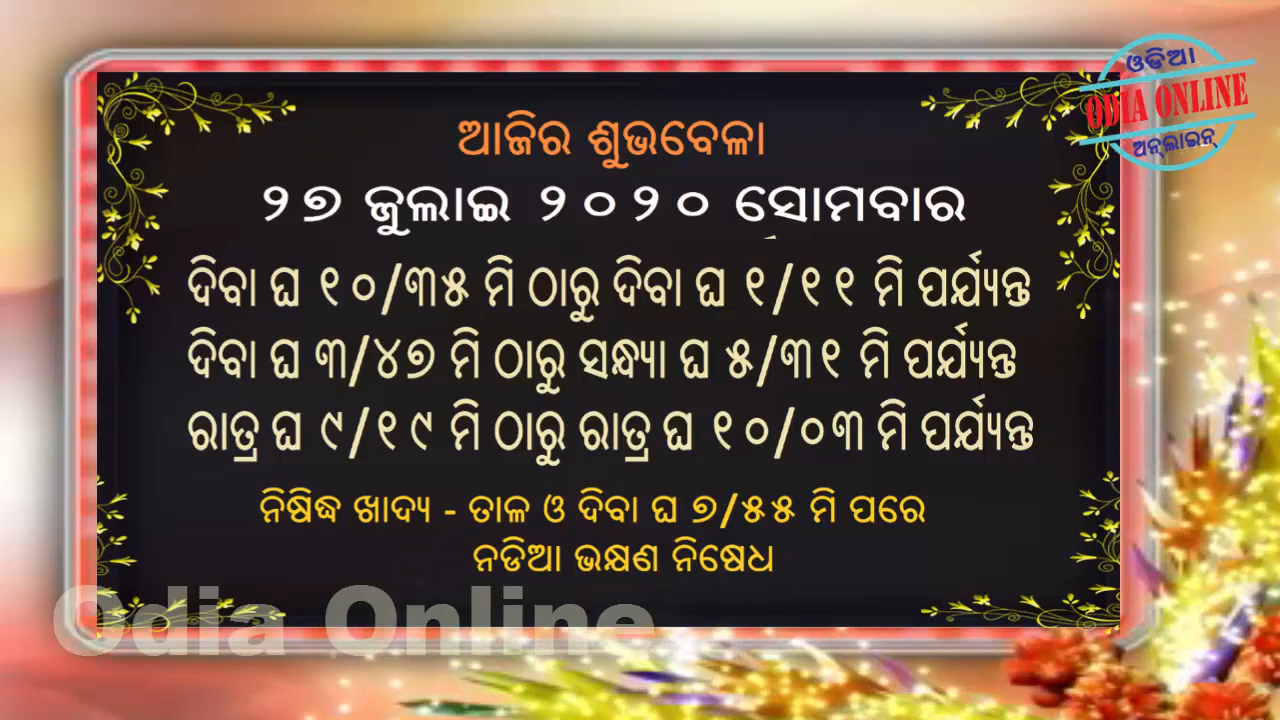 ଓଡିଆ
ODIA ONLINE
ଅନ୍‌ଲାଇନ୍
ଆଜିର ଶୁଭବେଳା
୨୭ ଜୁଲାଇ ୨୦୨୦ ସୋମବାର
ଦିବା ଘ ୧୦/୩୫ ମି ଠାରୁ ଦିବା ଘ ୧/୧୧ ମି ପର୍ଯ୍ୟନ୍ତ
ଦିବା ଘ ୩/୪୭ ମି ଠାରୁ ସନ୍ଧ୍ୟା ଘ ୫/୩୧ ମି ପର୍ଯ୍ୟନ୍ତ
ରାତ୍ର ଘ ୯/୧୯ ମି ଠାରୁ ରାତ୍ର ଘ ୧୦/୦୩ ମି ପର୍ଯ୍ୟନ୍ତ
ନିଷିଦ୍ଧ ଖାଦ୍ୟ - ତାଳ ଓ ଦିବା ଘ ୭/୫୫ ମି ପରେ
ନଡିଆ ଭକ୍ଷଣ ନିଷେଧ
Odia Online